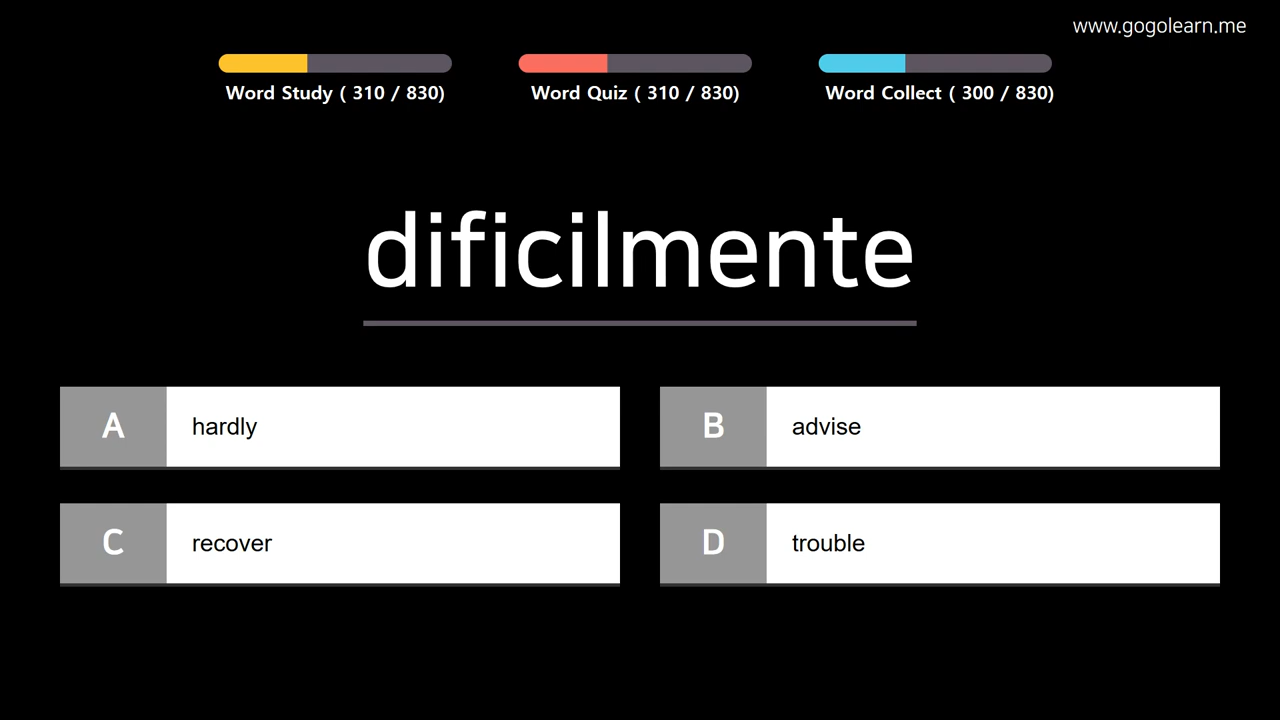 www.gogolearn.me
Word Study ( 310 / 830)
Word Quiz ( 310 / 830)
Word Collect ( 300 / 830)
dificilmente
A hardly
B advise
C recover
D trouble